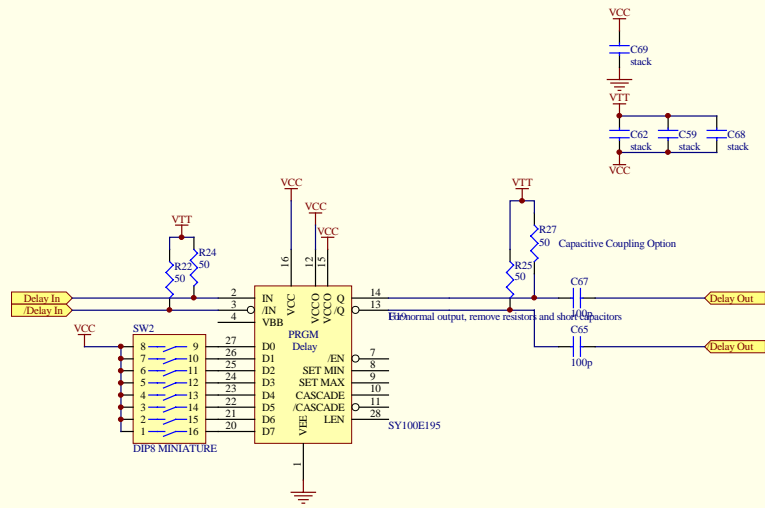 VCC
C69
stack
VTT
C62
stack
C59
stack
C68
stack
VCC
VCC
VCC
VCC
16
12
15
VTT
R24
50
R22
50
VTT
R27
50
R25
50
Capacitive Coupling Option
C67
100p
C65
100p
Delay In
/Delay In
Delay Out
Delay Out
2
3
4
IN
/IN
VBB
VCC
VCCO
VCCO
Q
/Q
14
13
For normal output, remove resistors and short capacitors
PRGM
Delay
VCC
SW2
8 9 27 D0
7 10 26 D1
6 11 25 D2
5 12 24 D3
4 13 23 D4
3 14 22 D5
2 15 21 D6
1 16 20 D7
DIP8 MINIATURE
/EN 7
SET MIN 8
SET MAX 9
CASCADE 10
/CASCADE 11
LEN 28
VEE
SY100E195
1